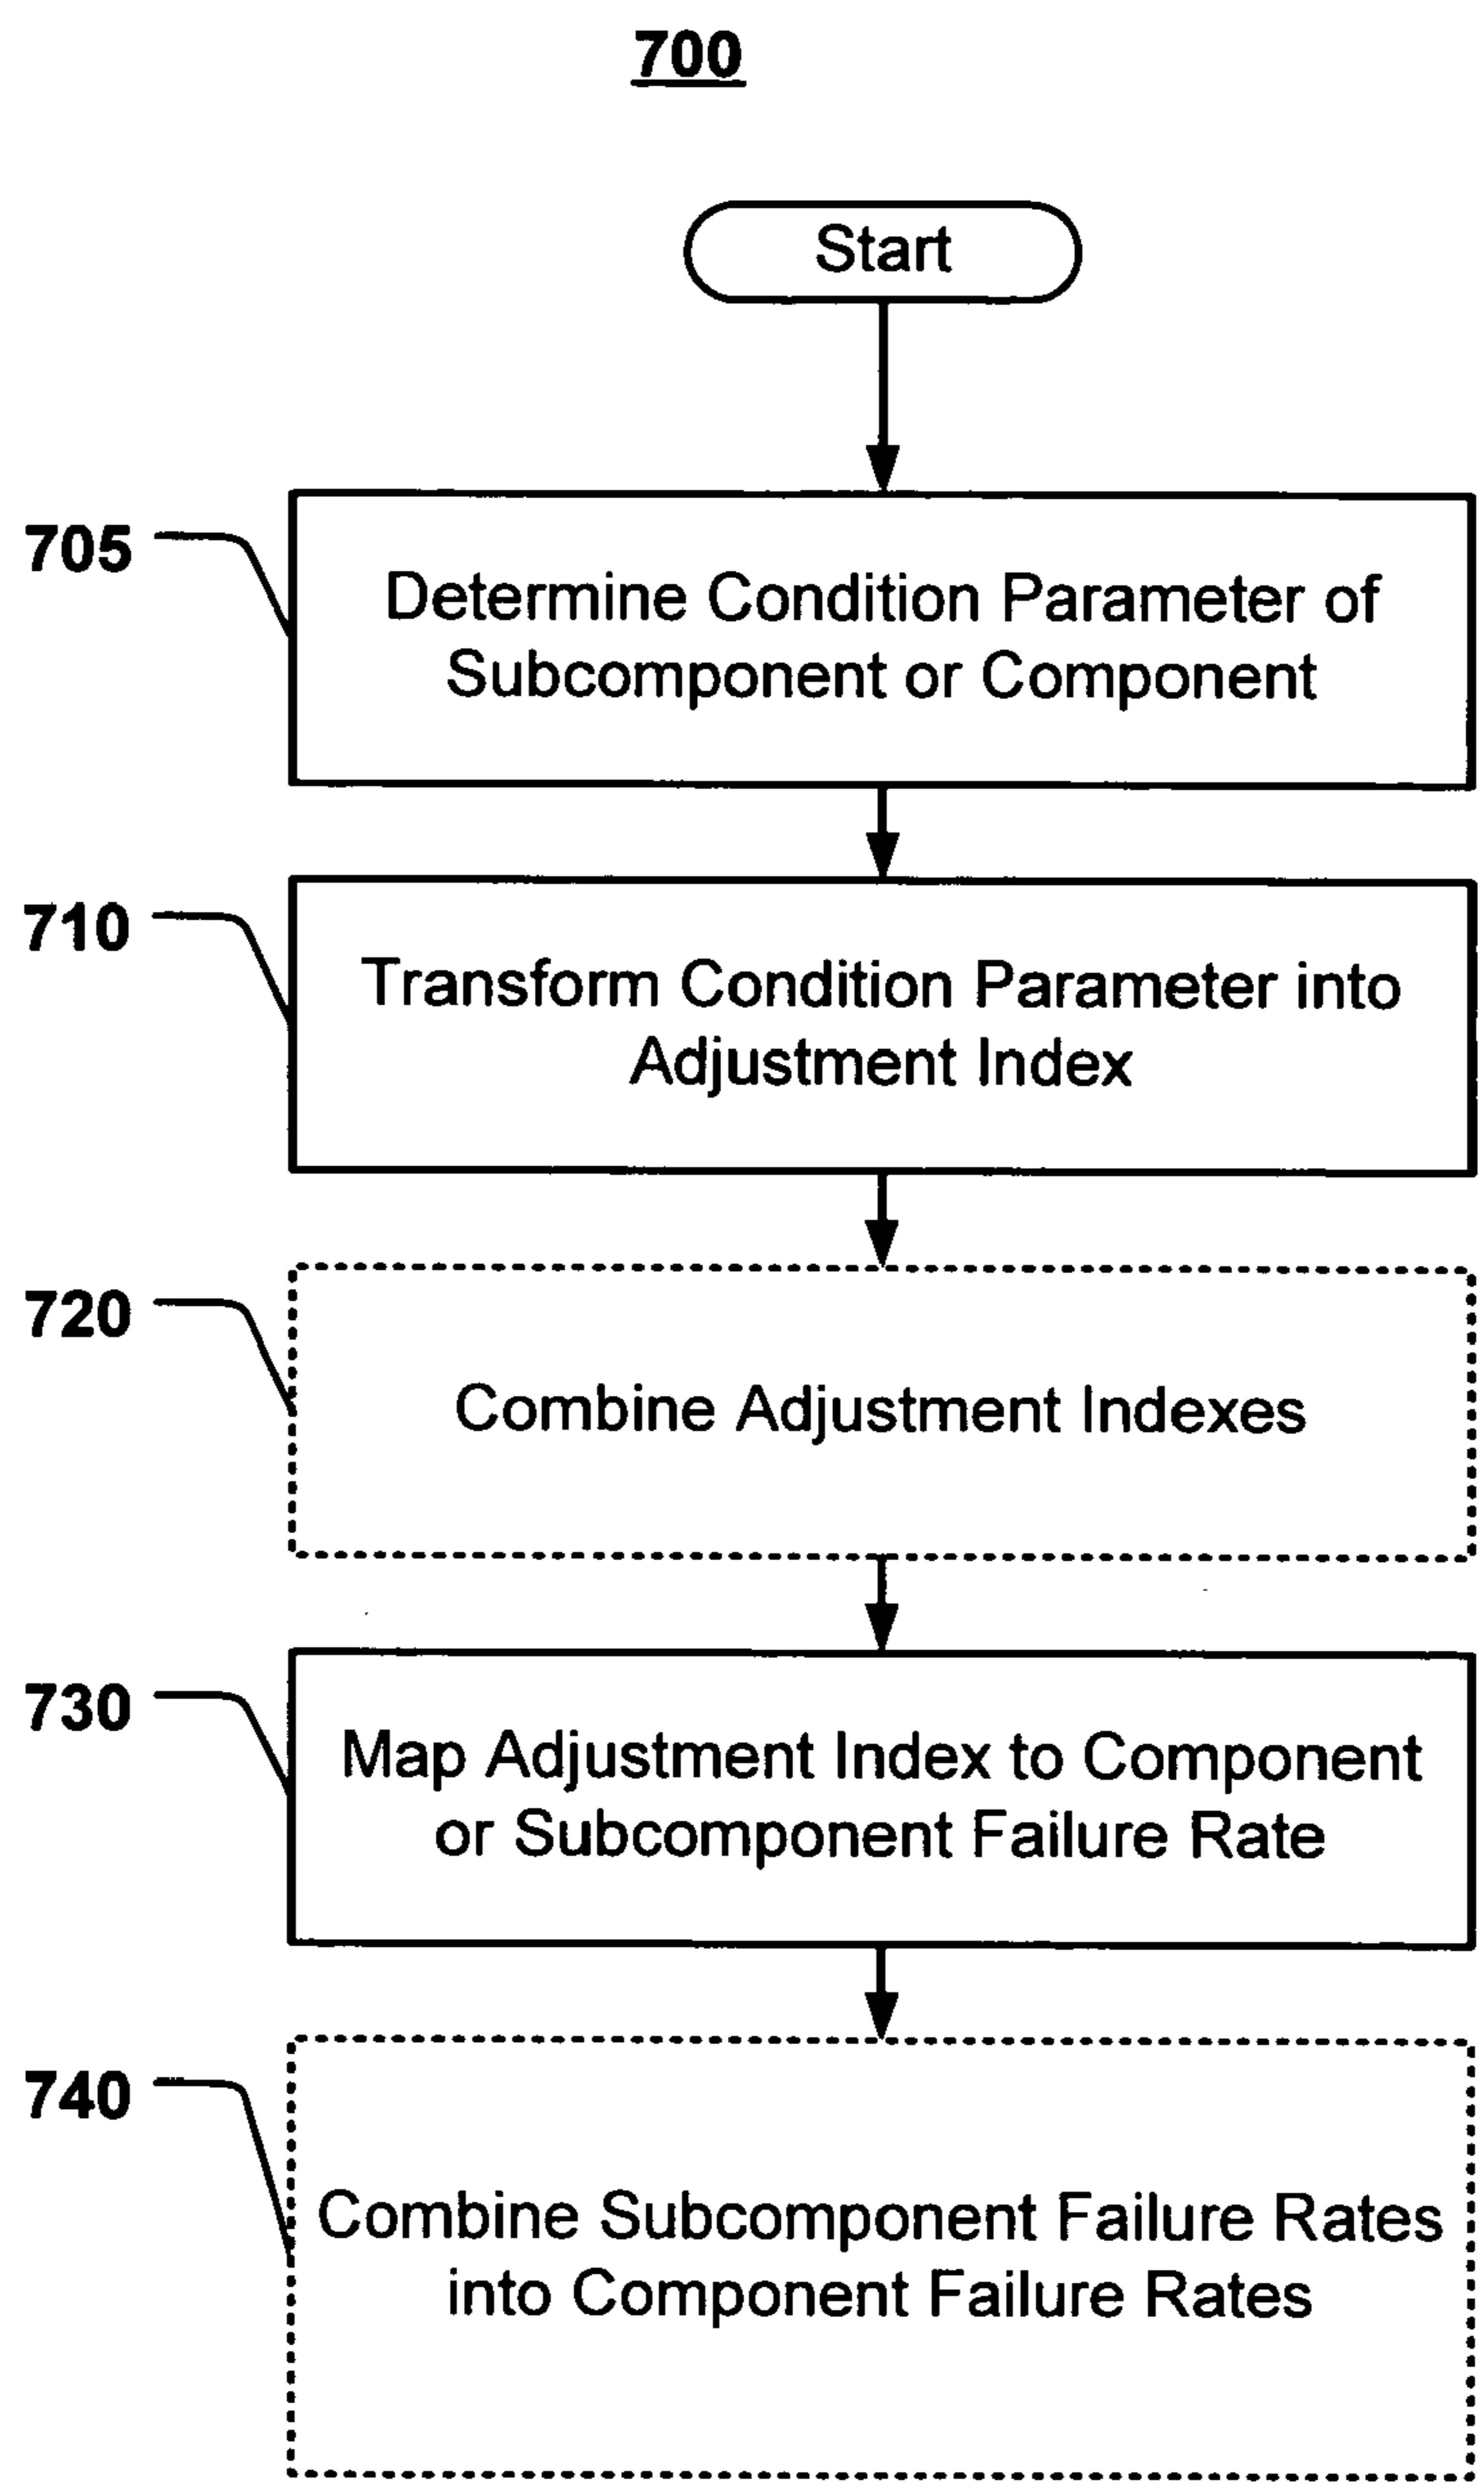 700
Start
705
Determine Condition Parameter of
Subcomponent or Component
710
Transform Condition Parameter into
Adjustment Index
720
Combine Adjustment Indexes
730
Map Adjustment Index to Component
or Subcomponent Failure Rate
740
Combine Subcomponent Failure Rates
into Component Failure Rates